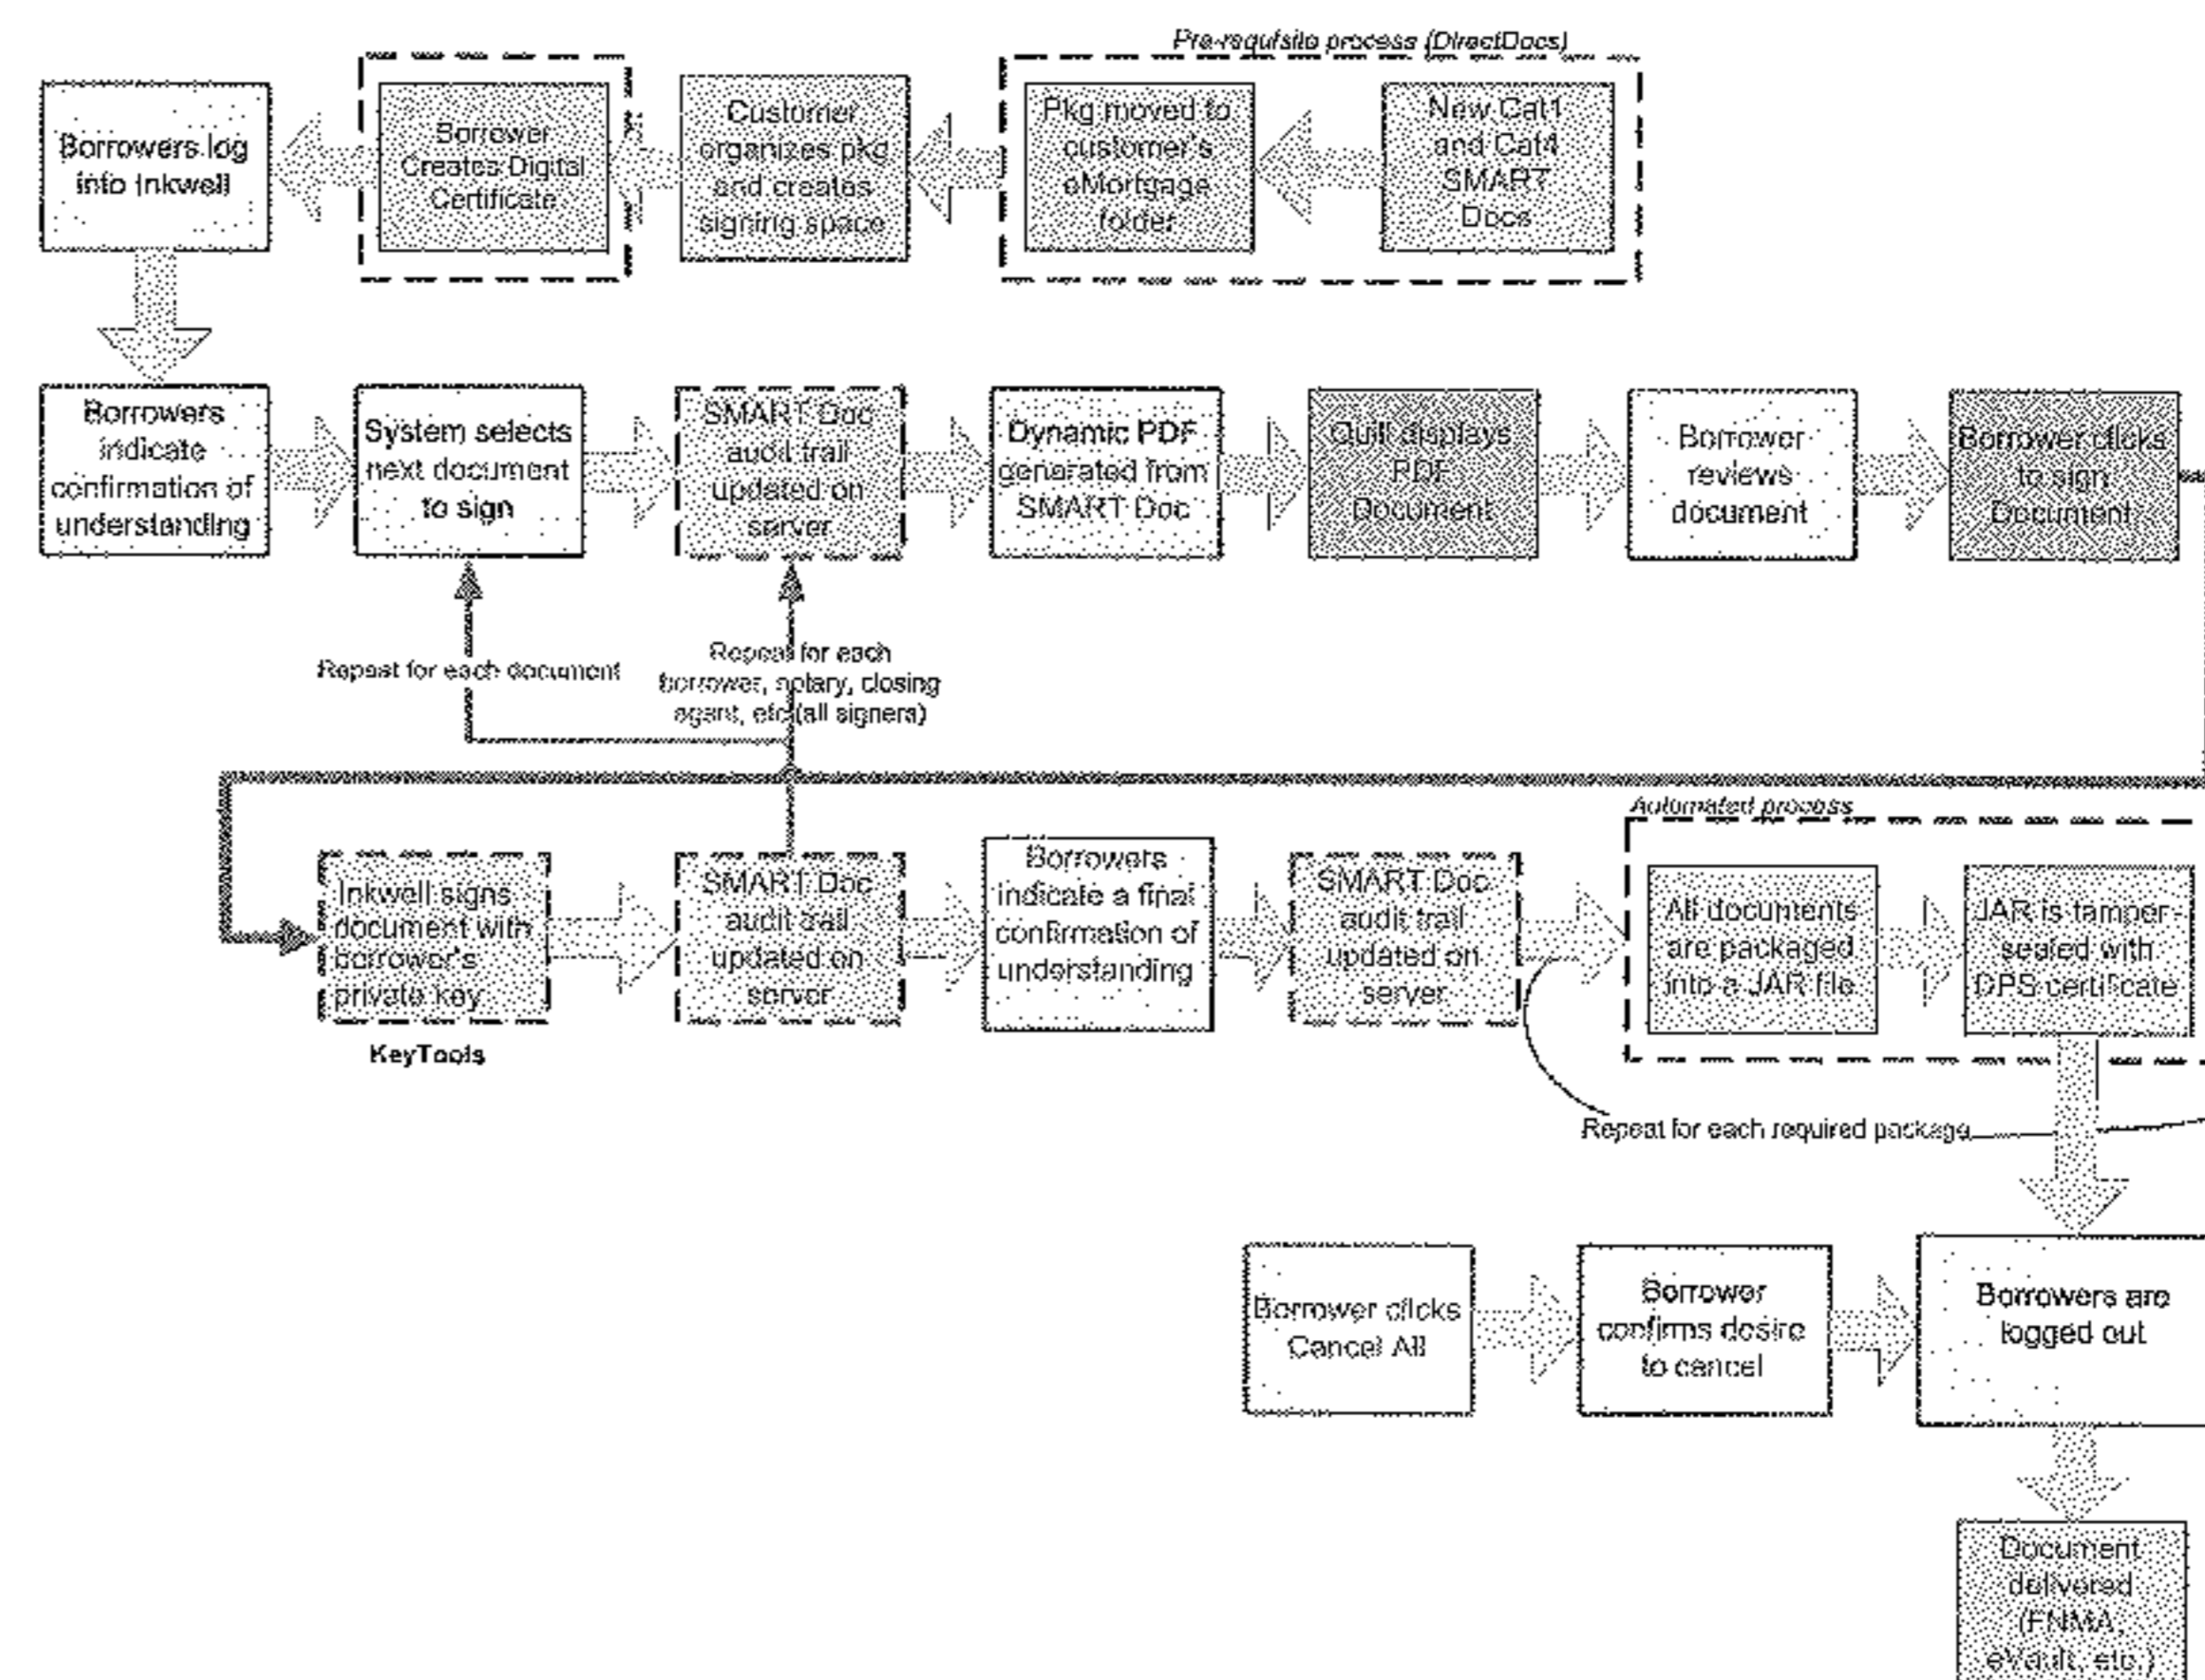 Pre-requisite process (DirectDocs)
Borrowers log
into Inkwell
Borrower
Creates Digital
Certificate
Customer
organizes pkg
and creates
signing space
Pkg moved to
customer's
eMortgage
folder
New Cat1
and Cat4
SMART
Docs
Borrowers
indicate
confirmation of
understanding
System selects
next document
to sign
SMART Doc
audit trail
updated on
server
Dynamic PDF
generated from
SMART Doc
Quill displays
PDF
Document
Borrower
reviews
document
Borrower clicks
to sign
Document
Repeat for each document
Repeat for each
borrower, notary, closing
agent, etc (all signers)
Automated process
Inkwell signs
document with
borrower's
private key
KeyTools
SMART Doc
audit trail
updated on
server
Borrowers
indicate a final
confirmation of
understanding
SMART Doc
audit trail
updated on
server
All documents
are packaged
into a JAR file
JAR is tamper-
sealed with
DPS certificate
Repeat for each required package
Borrower clicks
Cancel All
Borrower
confirms desire
to cancel
Borrowers are
logged out
Document
delivered
(FNMA,
eVault, etc.)